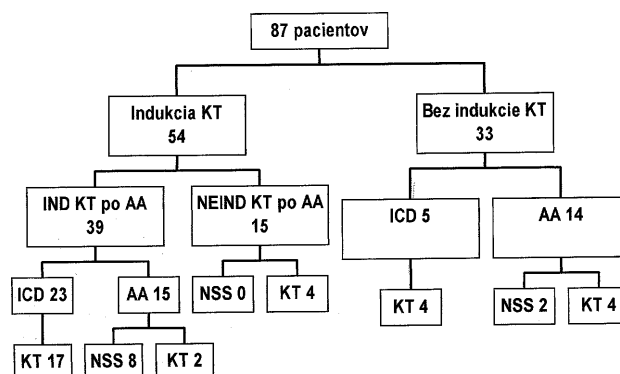 87 pacientov
Indukcia KT
54
Bez indukcie KT
33
IND KT po AA
39
NEIND KT po AA
15
ICD 5
AA 14
ICD 23
AA 15
NSS 0
KT 4
KT 4
NSS 2
KT 4
KT 17
NSS 8
KT 2